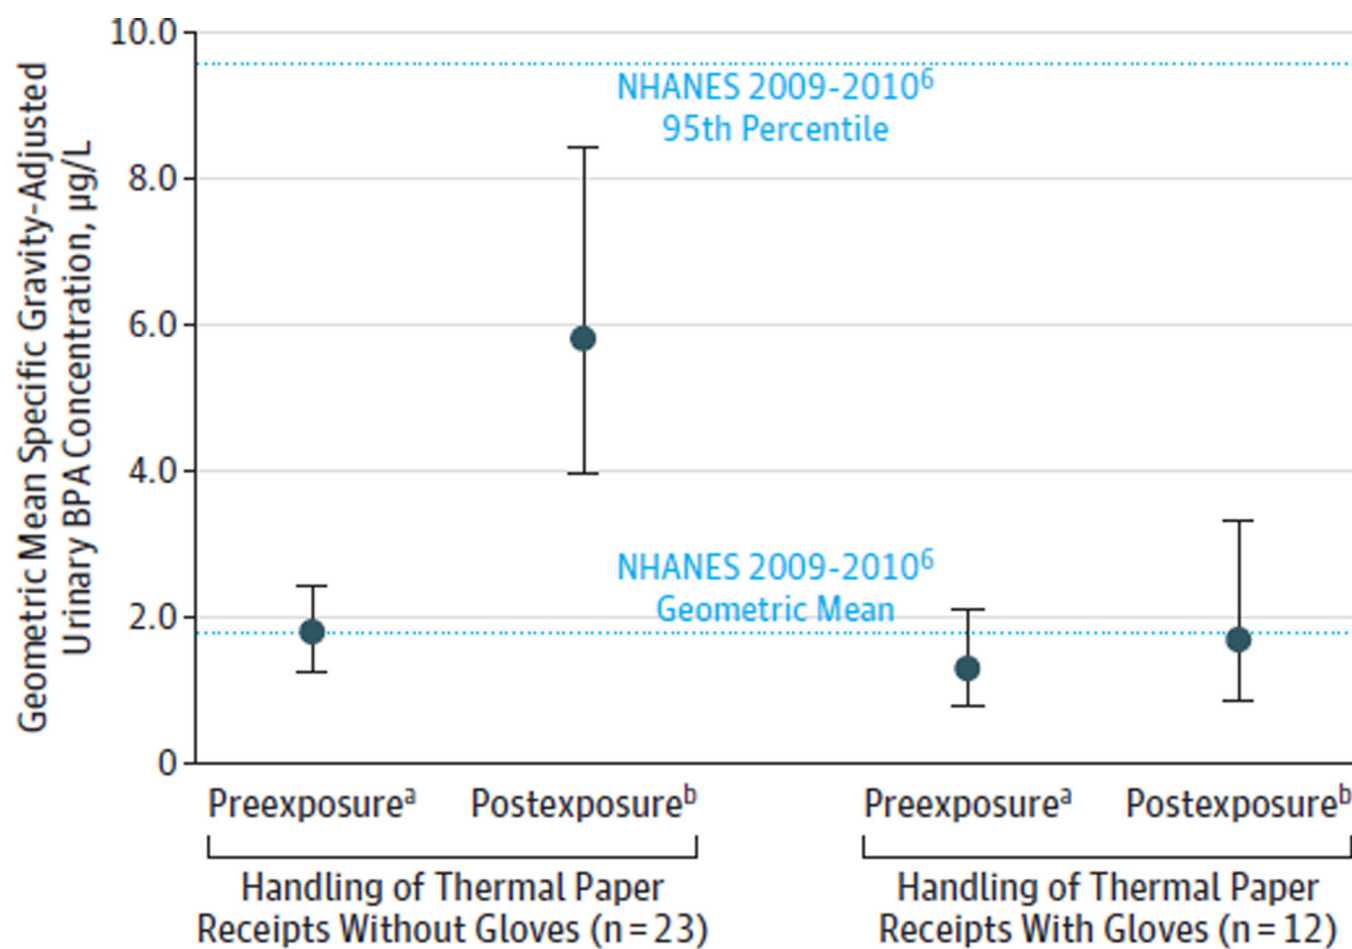 Geometric Mean Specific Gravity-Adjusted
Urinary BPA Concentration, µg/L
10.0
8.0
6.0
4.0
2.0
0
NHANES 2009-2010⁶
95th Percentile
NHANES 2009-2010⁶
Geometric Mean
Preexposureᵃ
Postexposureᵇ
Preexposureᵃ
Postexposureᵇ
Handling of Thermal Paper
Receipts Without Gloves (n = 23)
Handling of Thermal Paper
Receipts With Gloves (n = 12)